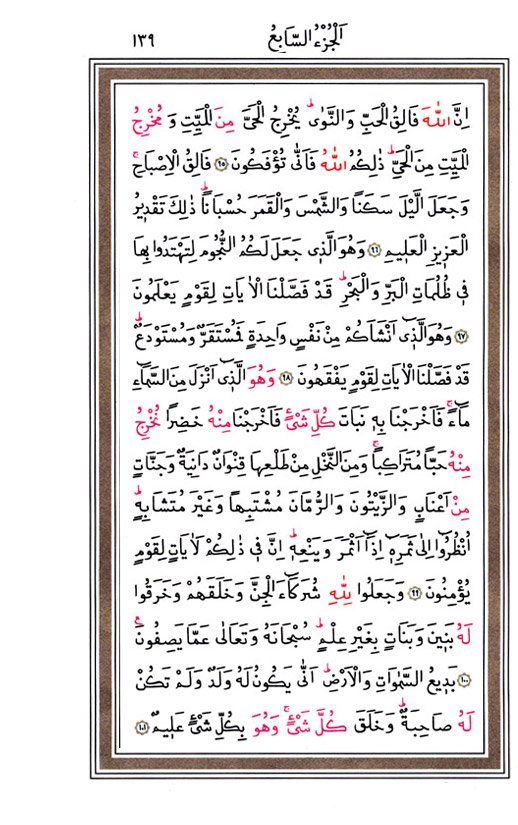 اَلْجُزْءُ السَّابِعُ ١٣٩
اِنَّ اللّٰهَ فَالِقُ الْحَبِّ وَالنَّوٰىۜ يُخْرِجُ الْحَيَّ مِنَ الْمَيِّتِ وَ مُخْرِجُ
الْمَيِّتِ مِنَ الْحَيِّۜ ذٰلِكُمُ اللّٰهُ فَاَنّٰى تُؤْفَكُونَ ﴿٩٥﴾ فَالِقُ الْاِصْبَاحِۚ
وَجَعَلَ الَّيْلَ سَكَنًا وَالشَّمْسَ وَالْقَمَرَ حُسْبَانًاۜ ذٰلِكَ تَقْد۪يرُ
الْعَز۪يزِ الْعَل۪يمِ ﴿٩٦﴾ وَهُوَ الَّذ۪ي جَعَلَ لَكُمُ النُّجُومَ لِتَهْتَدُوا بِهَا
ف۪ي ظُلُمَاتِ الْبَرِّ وَالْبَحْرِۜ قَدْ فَصَّلْنَا الْاٰيَاتِ لِقَوْمٍ يَعْلَمُونَ
﴿٩٧﴾ وَهُوَ الَّذ۪ٓي اَنْشَاَكُمْ مِنْ نَفْسٍ وَاحِدَةٍ فَمُسْتَقَرٌّ وَمُسْتَوْدَعٌۜ
قَدْ فَصَّلْنَا الْاٰيَاتِ لِقَوْمٍ يَفْقَهُونَ ﴿٩٨﴾ وَهُوَ الَّذ۪ٓي اَنْزَلَ مِنَ السَّمَٓاءِ
مَٓاءًۚ فَاَخْرَجْنَا بِه۪ نَبَاتَ كُلِّ شَيْءٍ فَاَخْرَجْنَا مِنْهُ خَضِرًا نُخْرِجُ
مِنْهُ حَبًّا مُتَرَاكِبًاۚ وَمِنَ النَّخْلِ مِنْ طَلْعِهَا قِنْوَانٌ دَانِيَةٌ وَجَنَّاتٍ
مِنْ اَعْنَابٍ وَالزَّيْتُونَ وَالرُّمَّانَ مُشْتَبِهًا وَغَيْرَ مُتَشَابِهٍۜ
اُنْظُرُٓوا اِلٰى ثَمَرِه۪ٓ اِذَٓا اَثْمَرَ وَيَنْعِه۪ۜ اِنَّ ف۪ي ذٰلِكُمْ لَاٰيَاتٍ لِقَوْمٍ
يُؤْمِنُونَ ﴿٩٩﴾ وَجَعَلُوا لِلّٰهِ شُرَكَٓاءَ الْجِنَّ وَخَلَقَهُمْ وَخَرَقُوا
لَهُ بَن۪ينَ وَبَنَاتٍ بِغَيْرِ عِلْمٍۜ سُبْحَانَهُ وَتَعَالٰى عَمَّا يَصِفُونَ۟
﴿١٠٠﴾ بَد۪يعُ السَّمٰوَاتِ وَالْاَرْضِۜ اَنّٰى يَكُونُ لَهُ وَلَدٌ وَلَمْ تَكُنْ
لَهُ صَاحِبَةٌۜ وَخَلَقَ كُلَّ شَيْءٍۚ وَهُوَ بِكُلِّ شَيْءٍ عَل۪يمٌ ﴿١٠١﴾